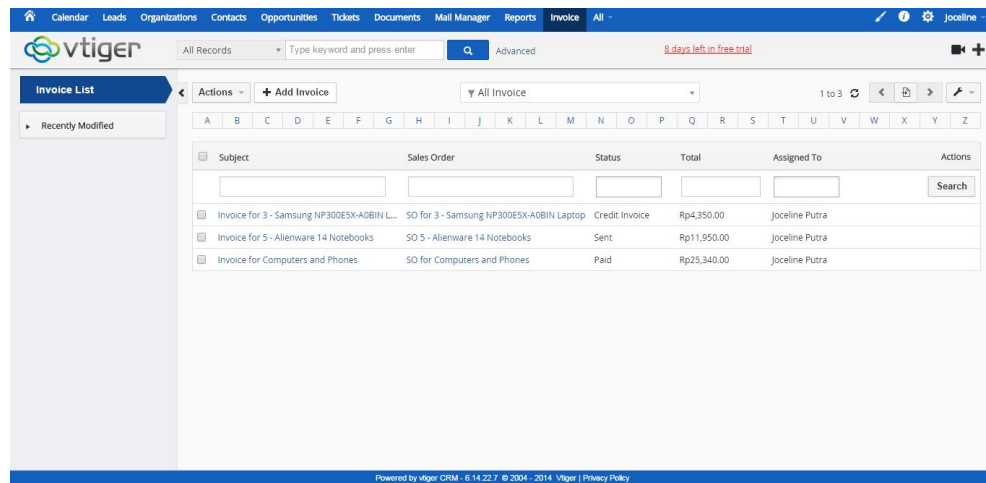 Calendar Leads Organizations Contacts Opportunities Tickets Documents Mail Manager Reports Invoice All Joceline
vtiger All Records Type keyword and press enter Advanced 8 days left in free trial
Invoice List Actions + Add Invoice All Invoice 1 to 3
Recently Modified A B C D E F G H I J K L M N O P Q R S T U V W X Y Z
Subject Sales Order Status Total Assigned To Actions
Search
Invoice for 3 - Samsung NP300E5X-A0BIN L... SO for 3 - Samsung NP300E5X-A0BIN Laptop Credit Invoice Rp4,350.00 Joceline Putra
Invoice for 5 - Alienware 14 Notebooks SO 5 - Alienware 14 Notebooks Sent Rp11,950.00 Joceline Putra
Invoice for Computers and Phones SO for Computers and Phones Paid Rp25,340.00 Joceline Putra
Powered by vtiger CRM - 6.14.22.7 © 2004 - 2014 Vtiger | Privacy Policy